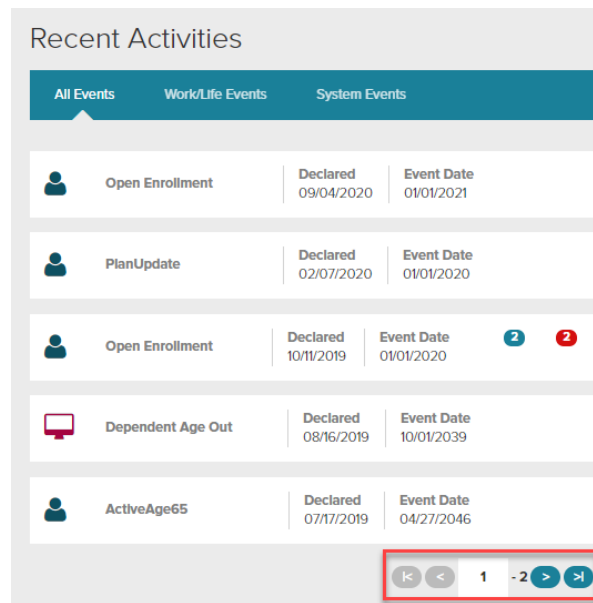 Recent Activities
All Events Work/Life Events System Events
Open Enrollment Declared 09/04/2020 Event Date 01/01/2021
PlanUpdate Declared 02/07/2020 Event Date 01/01/2020
Open Enrollment Declared 10/11/2019 Event Date 01/01/2020 2 2
Dependent Age Out Declared 08/16/2019 Event Date 10/01/2039
ActiveAge65 Declared 07/17/2019 Event Date 04/27/2046
1 - 2